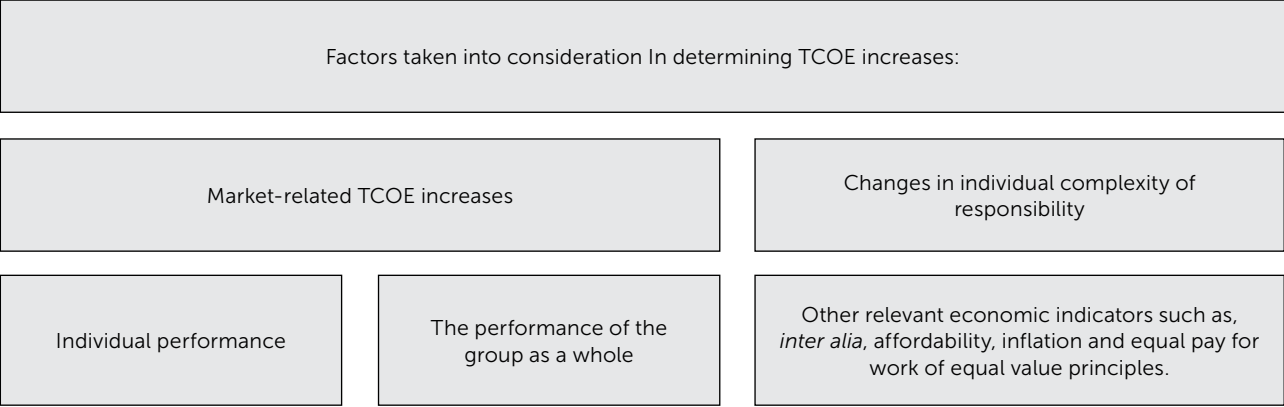 Factors taken into consideration In determining TCOE increases:
Market-related TCOE increases
Changes in individual complexity of
responsibility
Individual performance
The performance of the
group as a whole
Other relevant economic indicators such as,
inter alia, affordability, inflation and equal pay for
work of equal value principles.